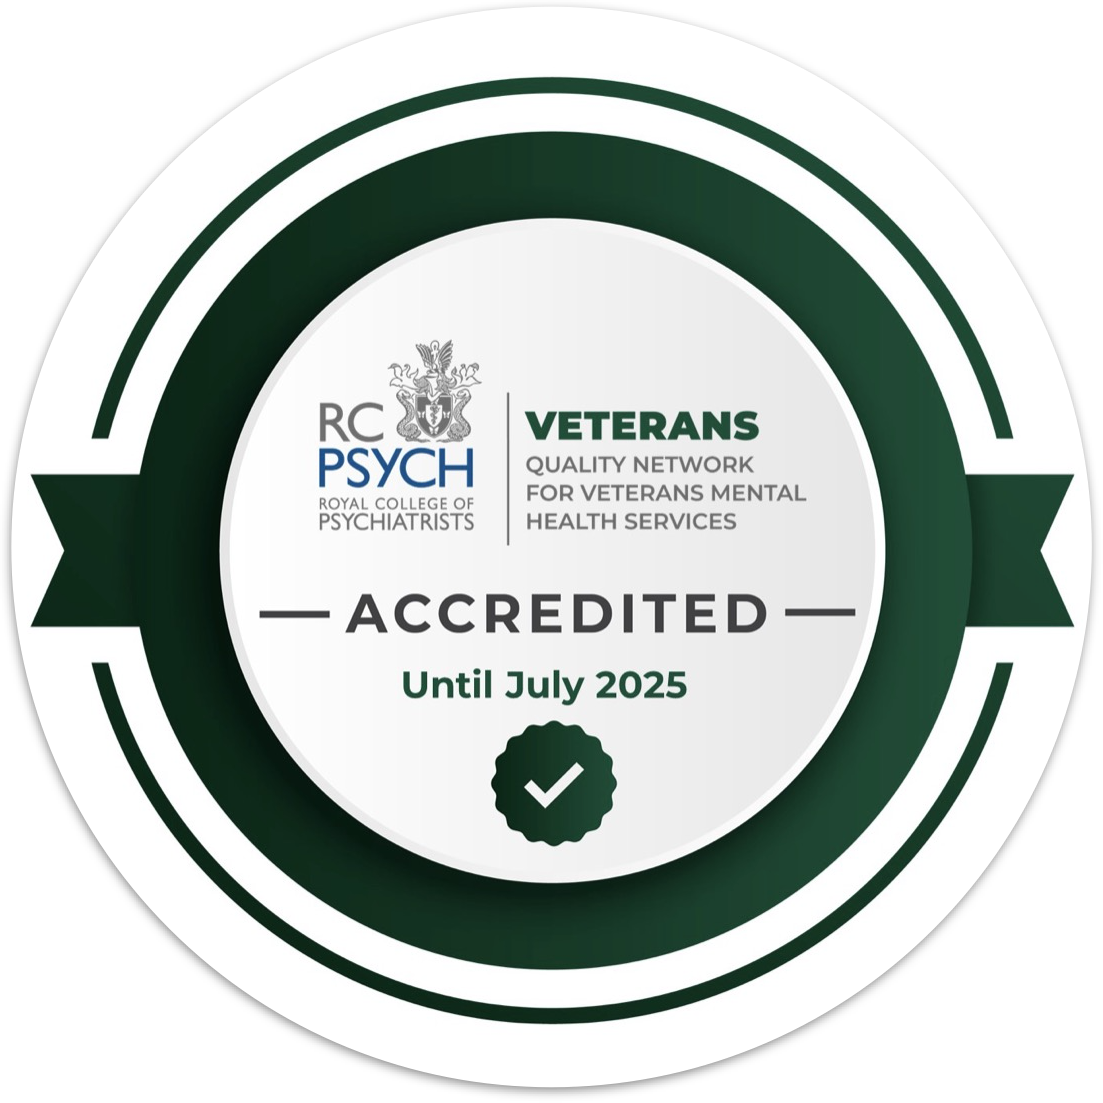 RC
PSYCH
ROYAL COLLEGE OF
PSYCHIATRISTS
VETERANS
QUALITY NETWORK
FOR VETERANS MENTAL
HEALTH SERVICES
ACCREDITED
Until July 2025